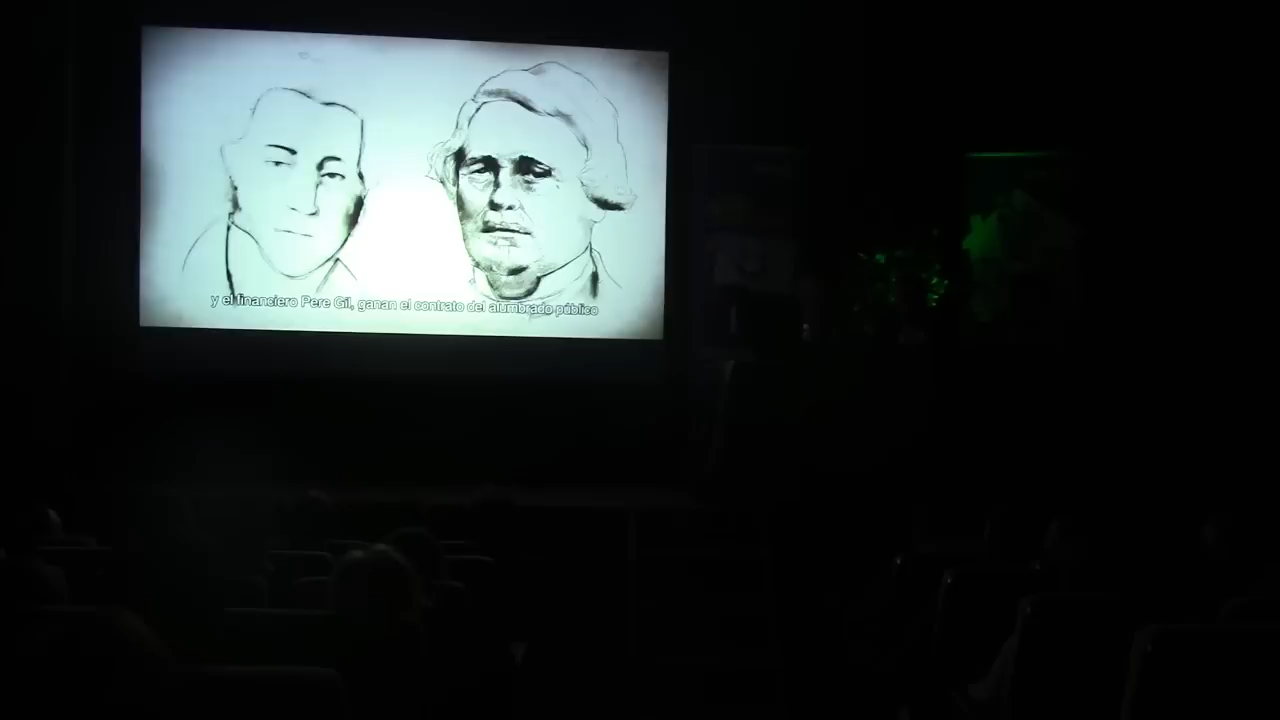 y el financiero Pere Gil, ganan el contrato del alumbrado público